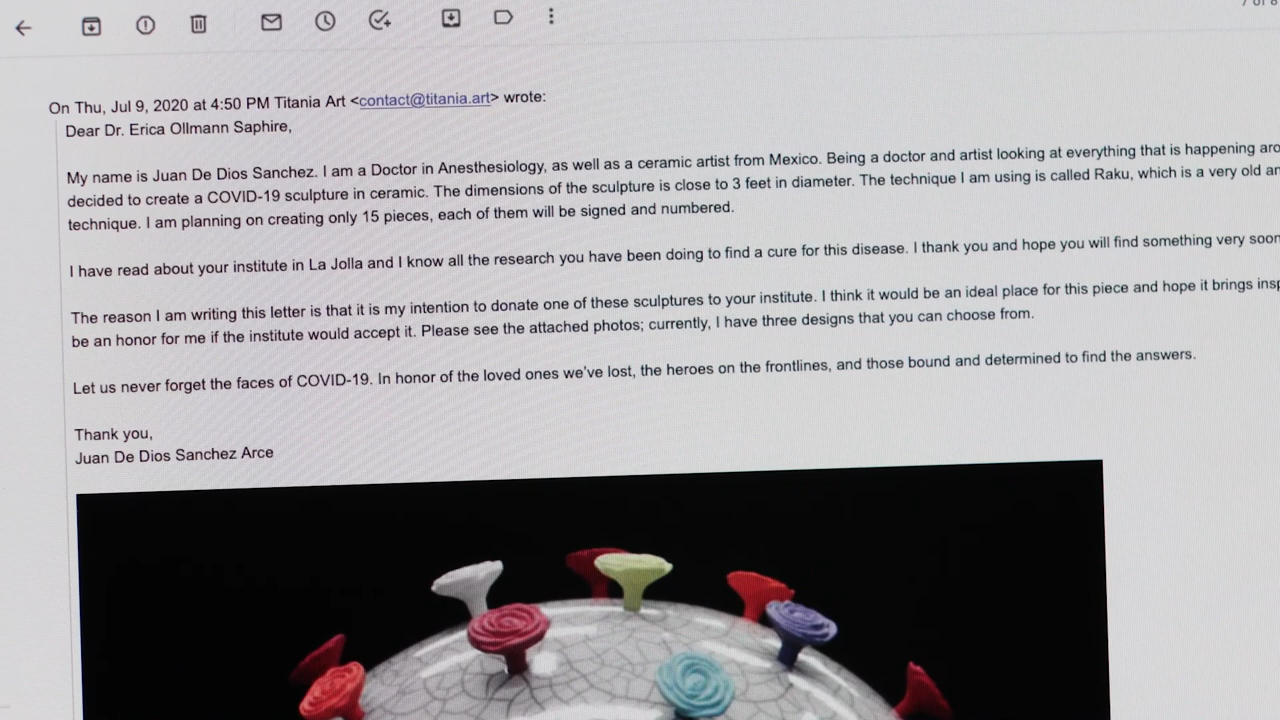 On Thu, Jul 9, 2020 at 4:50 PM Titania Art <contact@titania.art> wrote:
Dear Dr. Erica Ollmann Saphire,
My name is Juan De Dios Sanchez. I am a Doctor in Anesthesiology, as well as a ceramic artist from Mexico. Being a doctor and artist looking at everything that is happening
decided to create a COVID-19 sculpture in ceramic. The dimensions of the sculpture is close to 3 feet in diameter. The technique I am using is called Raku, which is a very old
technique. I am planning on creating only 15 pieces, each of them will be signed and numbered.
I have read about your institute in La Jolla and I know all the research you have been doing to find a cure for this disease. I thank you and hope you will find something very soon
The reason I am writing this letter is that it is my intention to donate one of these sculptures to your institute. I think it would be an ideal place for this piece and hope it brings
be an honor for me if the institute would accept it. Please see the attached photos; currently, I have three designs that you can choose from.
Let us never forget the faces of COVID-19. In honor of the loved ones we've lost, the heroes on the frontlines, and those bound and determined to find the answers.
Thank you,
Juan De Dios Sanchez Arce